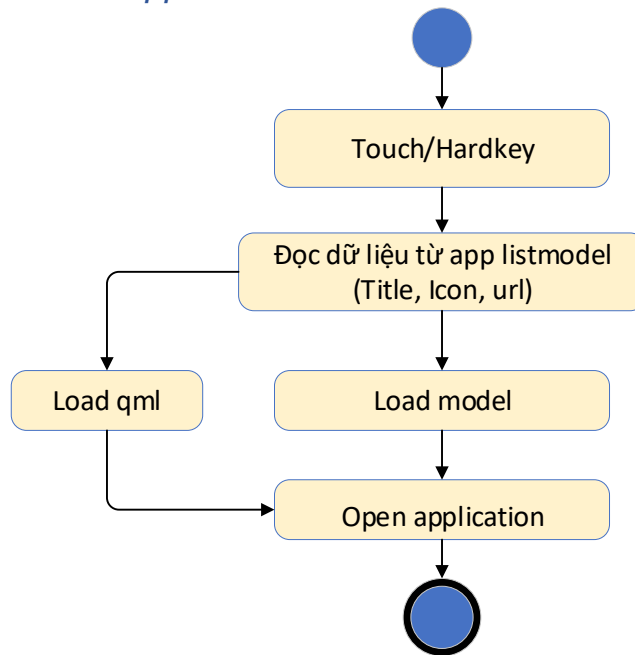 Touch/Hardkey
Đọc dữ liệu từ app listmodel
(Title, Icon, url)
Load qml
Load model
Open application